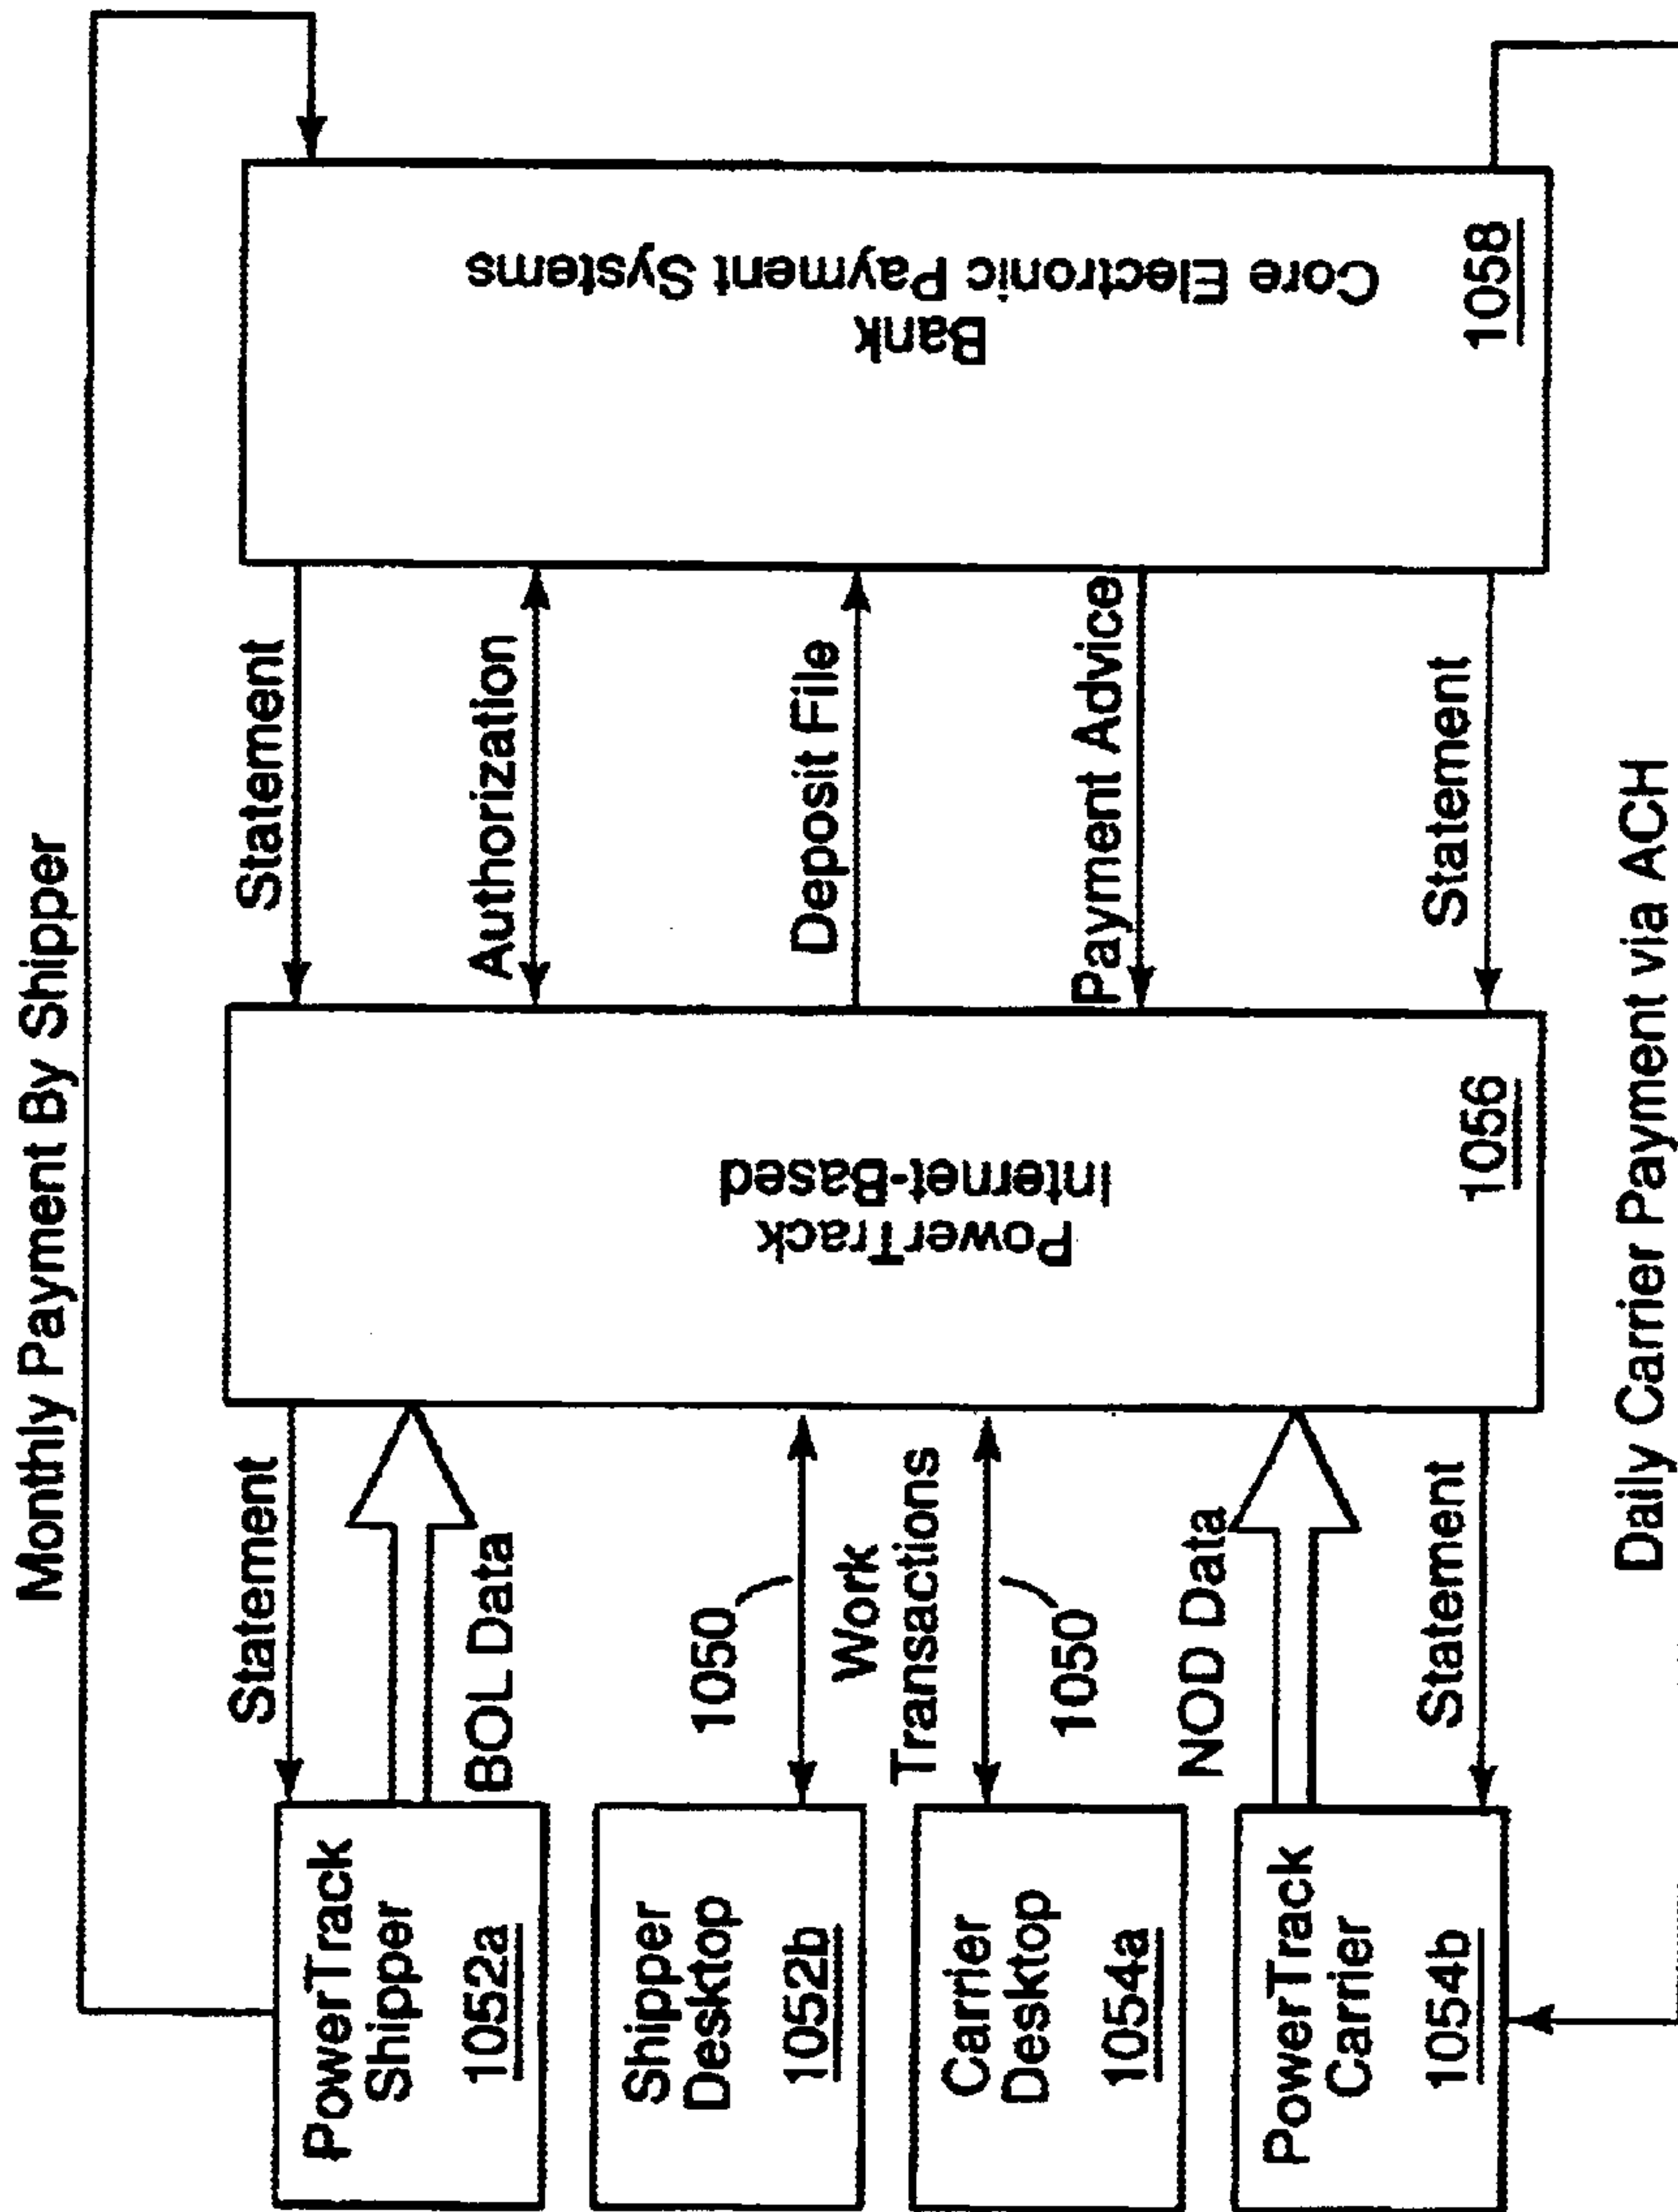 Monthly Payment By Shipper
PowerTrack
Shipper
1052a
Statement
BOL Data
Shipper
Desktop
1052b
1050
Work
Transactions
1050
Carrier
Desktop
1054a
PowerTrack
Carrier
1054b
NOD Data
Statement
PowerTrack
Internet-Based
1056
Statement
Authorization
Deposit File
Payment Advice
Statement
Bank
Core Electronic Payment Systems
1058
Daily Carrier Payment via ACH